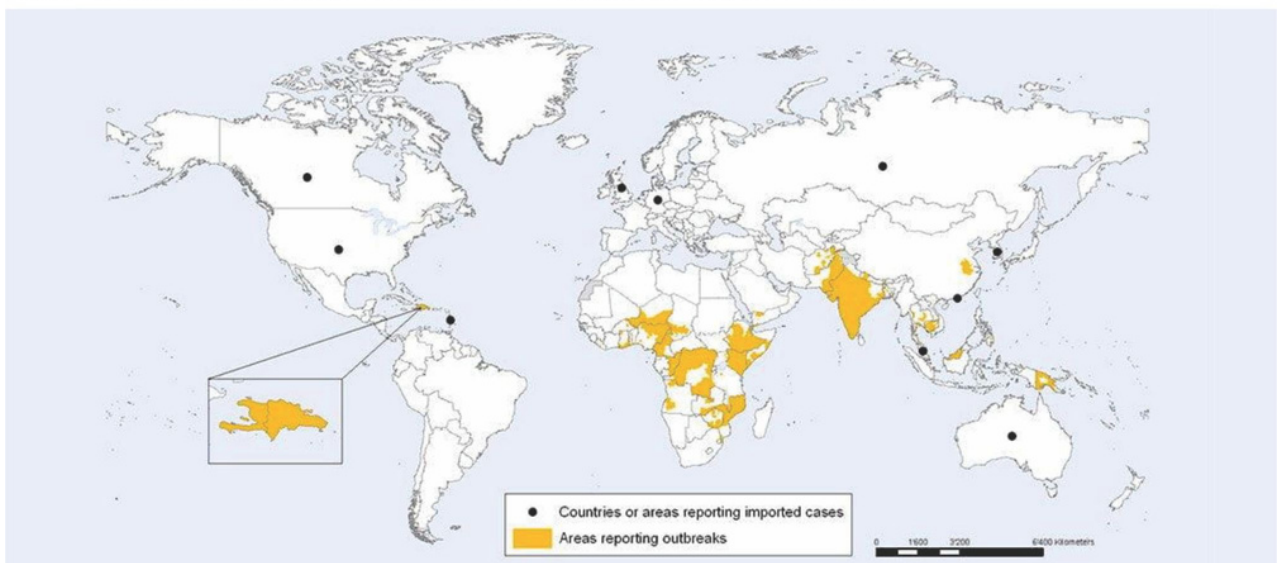 Countries or areas reporting imported cases
Areas reporting outbreaks
0 1'600 3'200 6'400 Kilometers